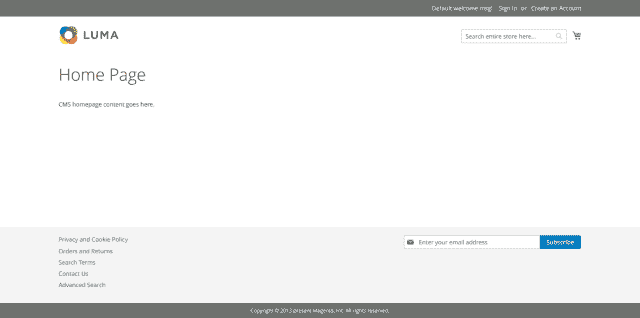 Default welcome msg! Sign In or Create an Account
LUMA
Search entire store here...
Home Page
CMS homepage content goes here.
Privacy and Cookie Policy
Enter your email address
Subscribe
Orders and Returns
Search Terms
Contact Us
Advanced Search
Copyright © 2013-present Magento, Inc. All rights reserved.